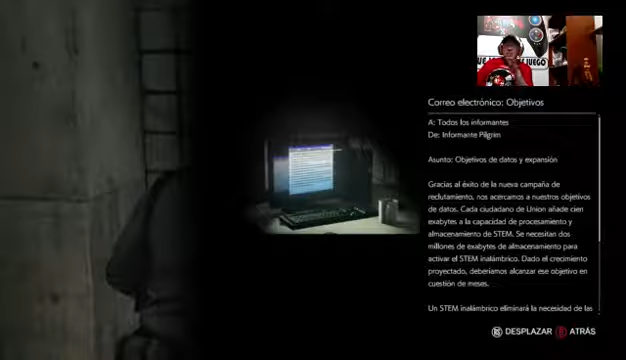 Correo electrónico: Objetivos
A: Todos los informantes
De: Informante Pilgrim
Asunto: Objetivos de datos y expansión
Gracias al éxito de la nueva campaña de
reclutamiento, nos acercamos a nuestros objetivos
de datos. Cada ciudadano de Union añade cien
exabytes a la capacidad de procesamiento y
almacenamiento de STEM. Se necesitan dos
millones de exabytes de almacenamiento para
activar el STEM inalámbrico. Dado el crecimiento
proyectado, deberíamos alcanzar ese objetivo en
cuestión de meses.
Un STEM inalámbrico eliminará la necesidad de las
DESPLAZAR ATRÁS